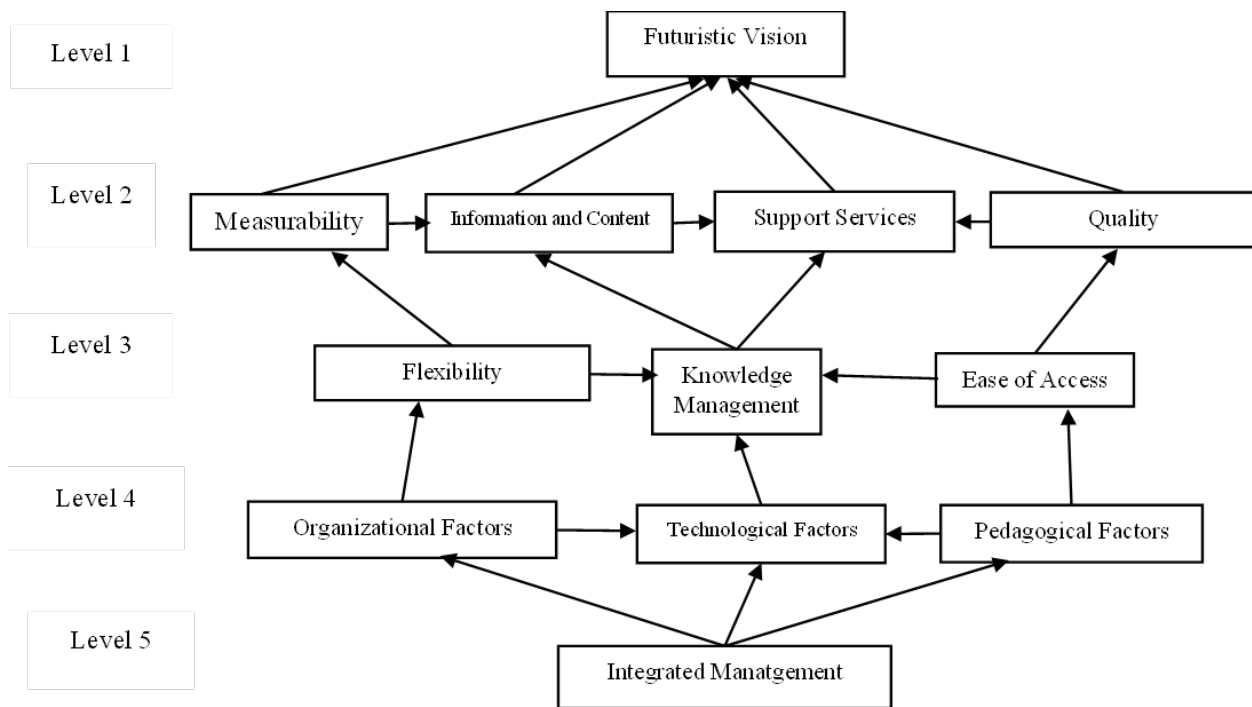 Level 1
Futuristic Vision
Level 2
Measurability
Information and Content
Support Services
Quality
Level 3
Flexibility
Knowledge
Management
Ease of Access
Level 4
Organizational Factors
Technological Factors
Pedagogical Factors
Level 5
Integrated Manatgement